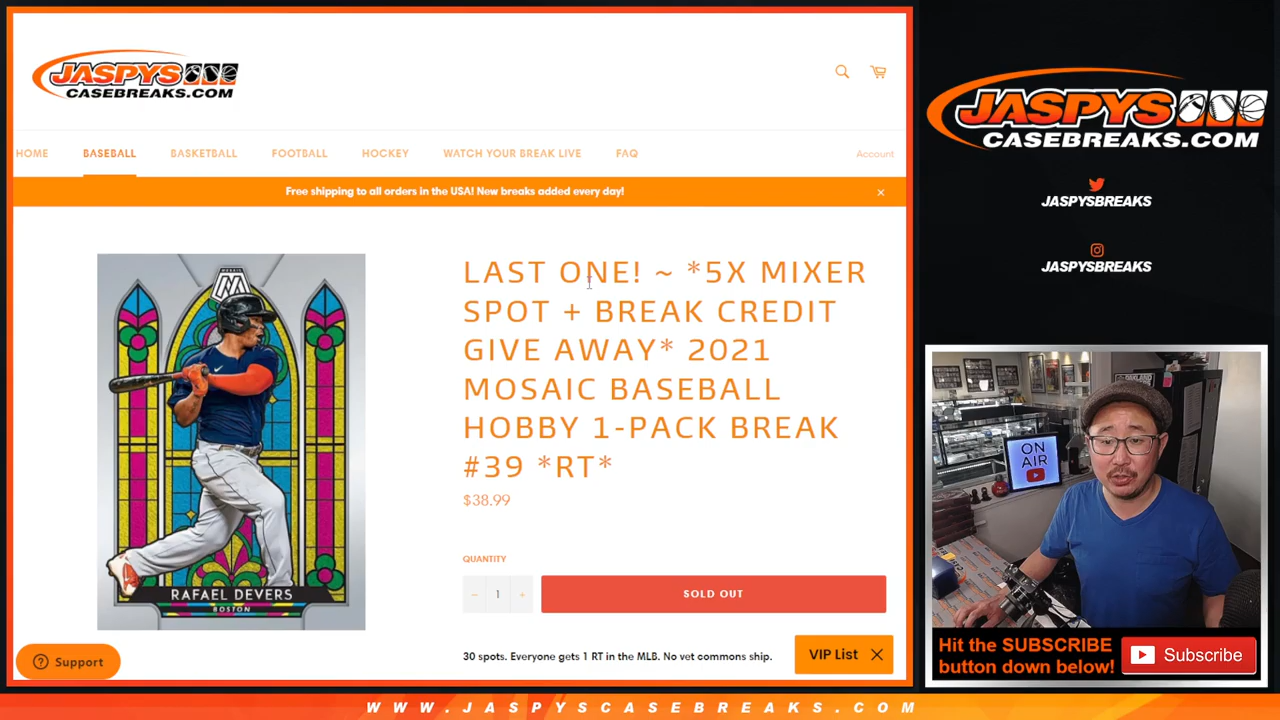 JASPYS
CASEBREAKS.COM
HOME BASEBALL BASKETBALL FOOTBALL HOCKEY WATCH YOUR BREAK LIVE FAQ Account
Free shipping to all orders in the USA! New breaks added every day! ×
MOSAIC
RAFAEL DEVERS
BOSTON
LAST ONE! ~ *5X MIXER
SPOT + BREAK CREDIT
GIVE AWAY* 2021
MOSAIC BASEBALL
HOBBY 1-PACK BREAK
#39 *RT*
$38.99
QUANTITY
− 1 + SOLD OUT
30 spots. Everyone gets 1 RT in the MLB. No vet commons ship.
Support
VIP List
JASPYS
CASEBREAKS.COM
JASPYSBREAKS
JASPYSBREAKS
ON
AIR
Hit the SUBSCRIBE
button down below!
Subscribe
WWW.JASPYSCASEBREAKS.COM